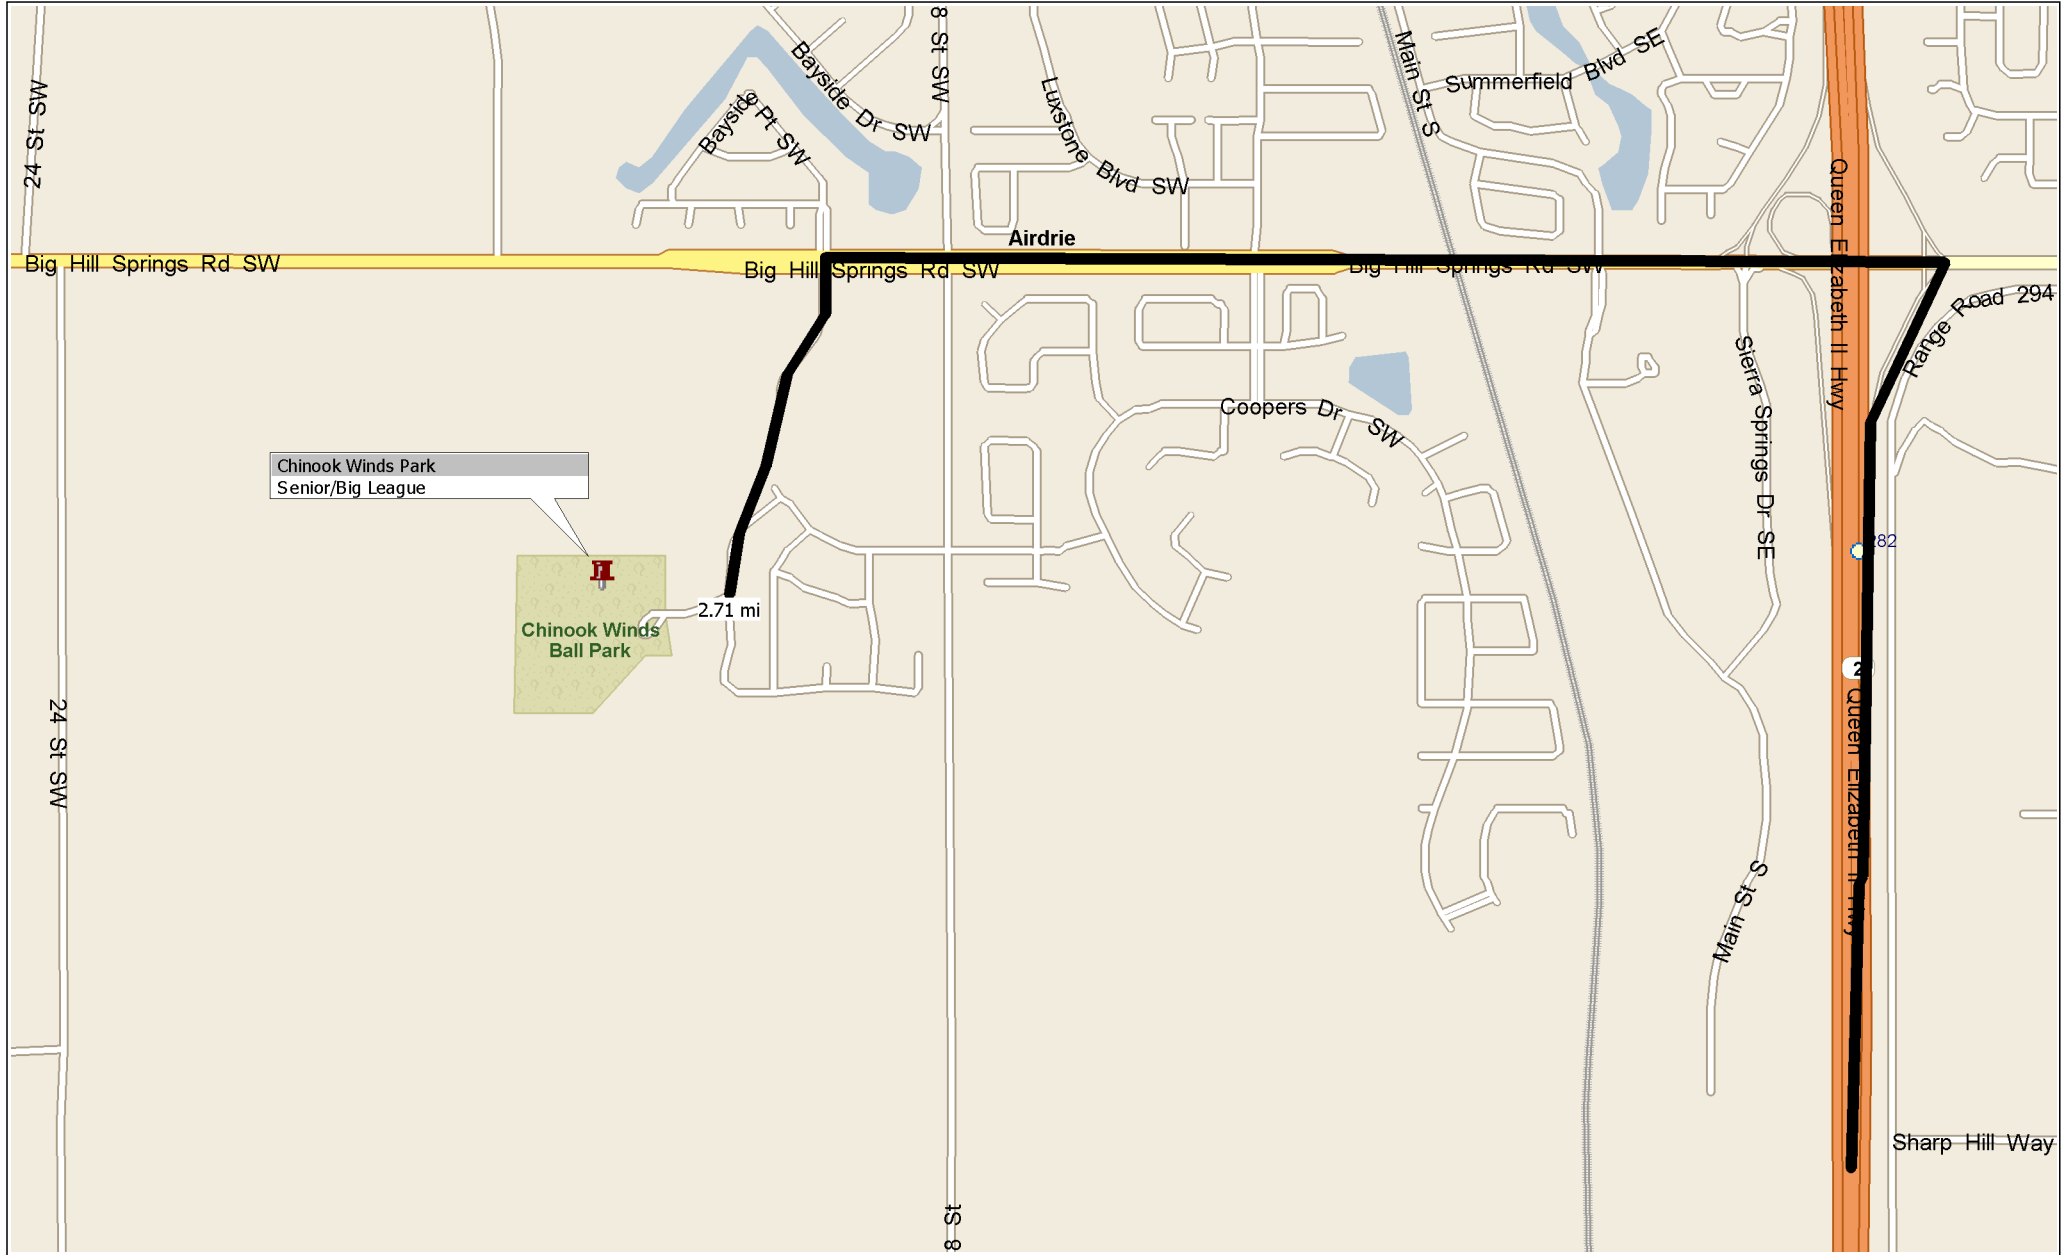 8 St SW
24 St SW
Bayside Dr SW
Bayside Pt SW
Luxstone Blvd SW
Main St S
Summerfield Blvd SE
Queen Elizabeth II Hwy
Airdrie
Big Hill Springs Rd SW
Big Hill Springs Rd SW
Big Hill Springs Rd SW
Range Road 294
Sierra Springs Dr SE
Coopers Dr SW
Chinook Winds Park
Senior/Big League
282
2.71 mi
Chinook Winds
Ball Park
2
24 St SW
Queen Elizabeth II Hwy
Main St S
Sharp Hill Way
8 St